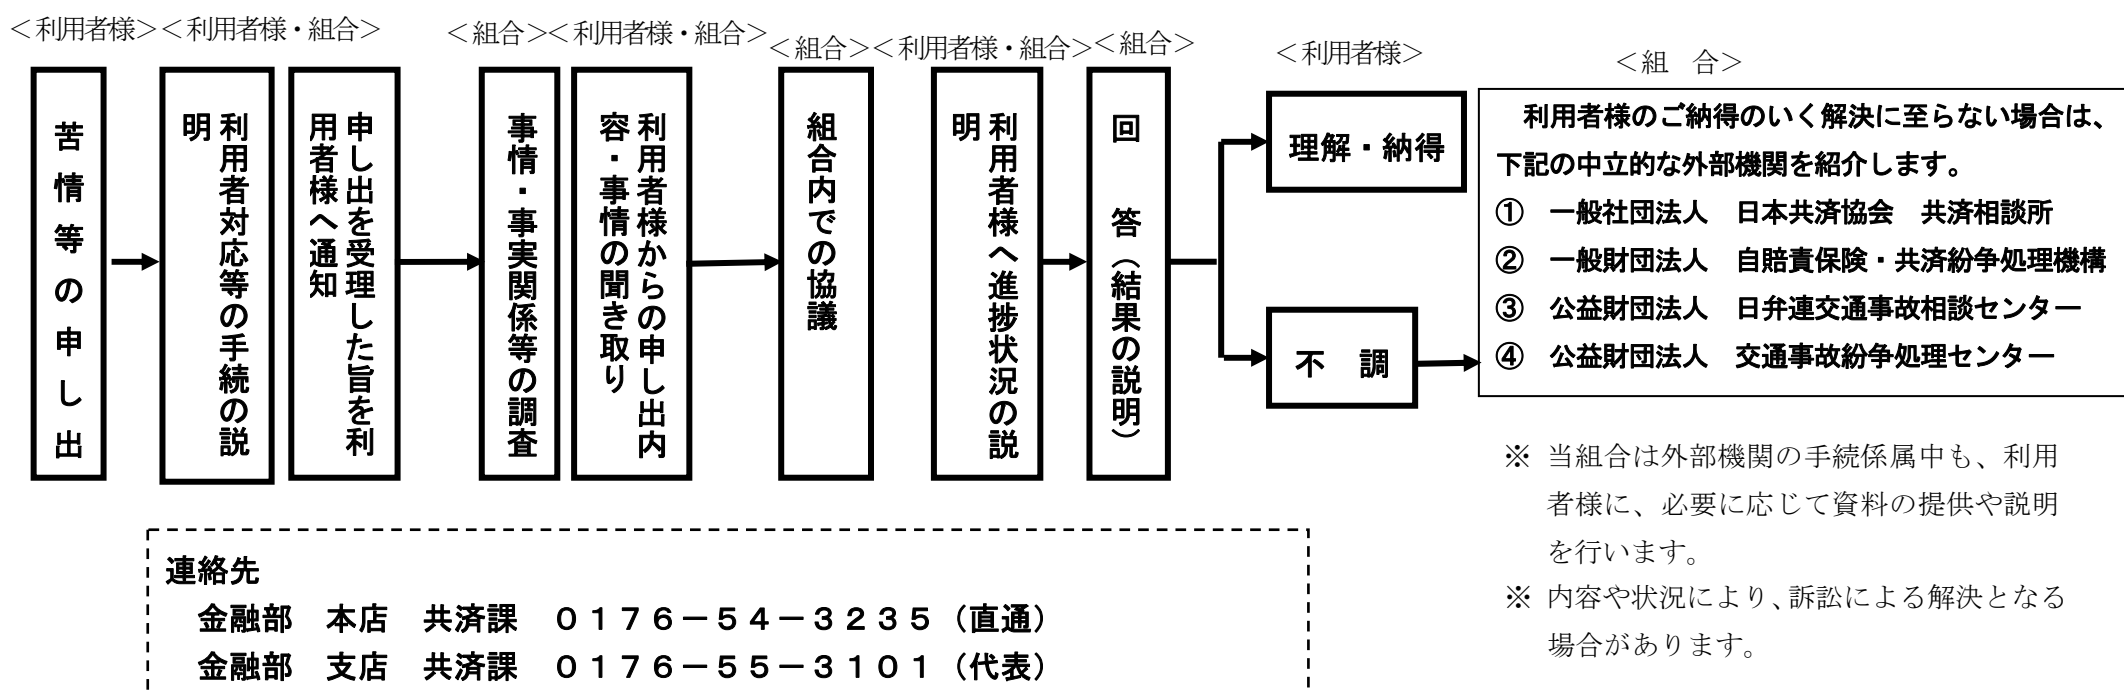 ＜利用者様＞
＜利用者様・組合＞
＜組合＞
＜利用者様・組合＞
＜組合＞
＜利用者様・組合＞
＜組合＞
＜利用者様＞
＜組　合＞
苦情等の申し出
利用者対応等の手続の説
明
申し出を受理した旨を利
用者様へ通知
事情・事実関係等の調査
利用者様からの申し出内
容・事情の聞き取り
組合内での協議
利用者様へ進捗状況の説
明
回　答（結果の説明）
理解・納得
不　調
利用者様のご納得のいく解決に至らない場合は、
下記の中立的な外部機関を紹介します。
①　一般社団法人　日本共済協会　共済相談所
②　一般財団法人　自賠責保険・共済紛争処理機構
③　公益財団法人　日弁連交通事故相談センター
④　公益財団法人　交通事故紛争処理センター
※ 当組合は外部機関の手続係属中も、利用
者様に、必要に応じて資料の提供や説明
を行います。
※ 内容や状況により、訴訟による解決となる
場合があります。
連絡先
金融部　本店　共済課　０１７６－５４－３２３５（直通）
金融部　支店　共済課　０１７６－５５－３１０１（代表）